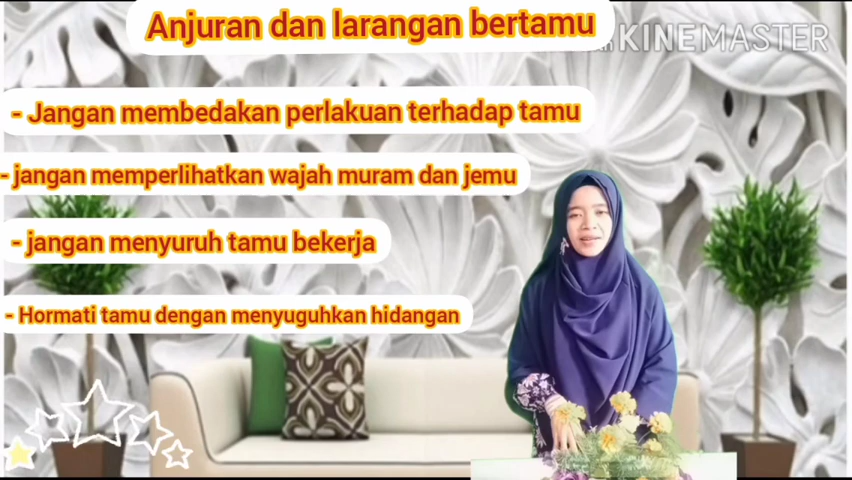 Anjuran dan larangan bertamu
KINEMASTER
- Jangan membedakan perlakuan terhadap tamu
- jangan memperlihatkan wajah muram dan jemu
- jangan menyuruh tamu bekerja
- Hormati tamu dengan menyuguhkan hidangan